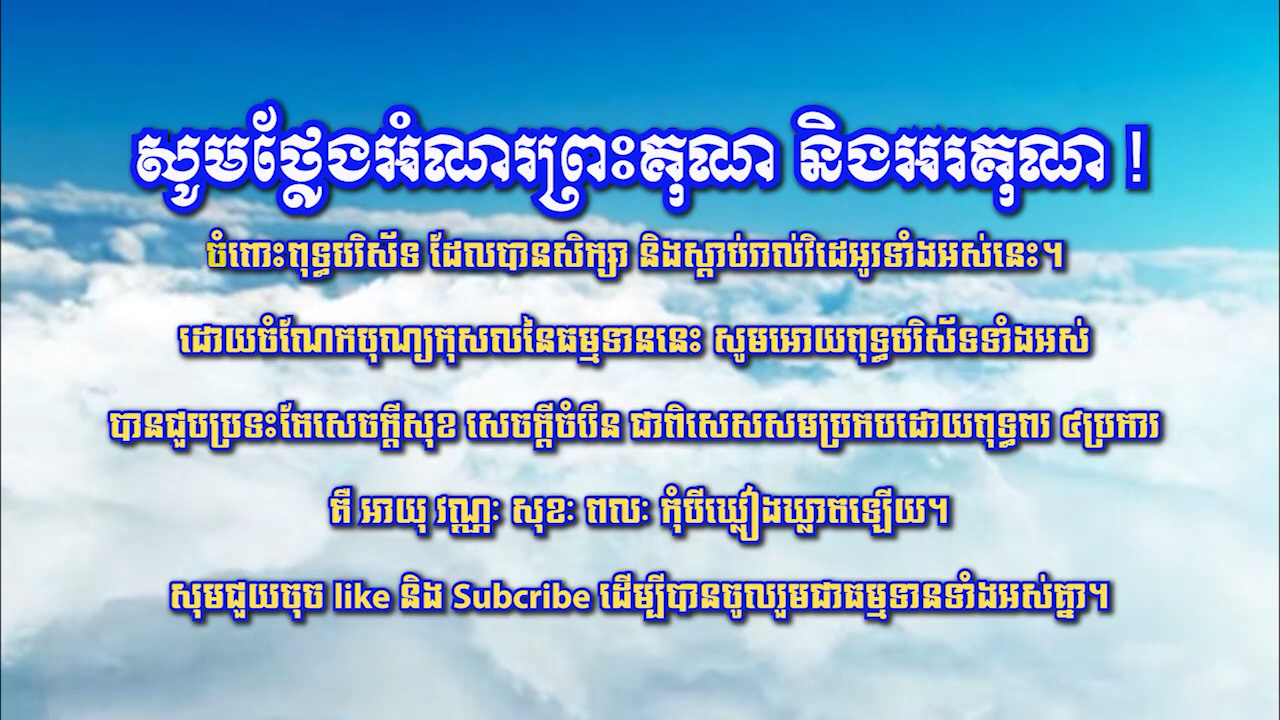 សូមថ្លែងអំណរព្រះគុណ និងអរគុណ !
ចំពោះពុទ្ធបរិស័ទ ដែលបានសិក្សា និងស្តាប់រាល់វិដេអូរទាំងអស់នេះ។
ដោយចំណែកបុណ្យកុសលនៃធម្មទាននេះ សូមអោយពុទ្ធបរិស័ទទាំងអស់
បានជួបប្រទះតែសេចក្តីសុខ សេចក្តីចំរើន ជាពិសេសសមប្រកបដោយពុទ្ធពរ ៤ប្រការ
គឺ អាយុ វណ្ណៈ សុខៈ ពលៈ កុំបីឃ្លៀងឃ្លាតឡើយ។
សុមជួយចុច like និង Subcribe ដើម្បីបានចូលរួមជាធម្មទានទាំងអស់គ្នា។